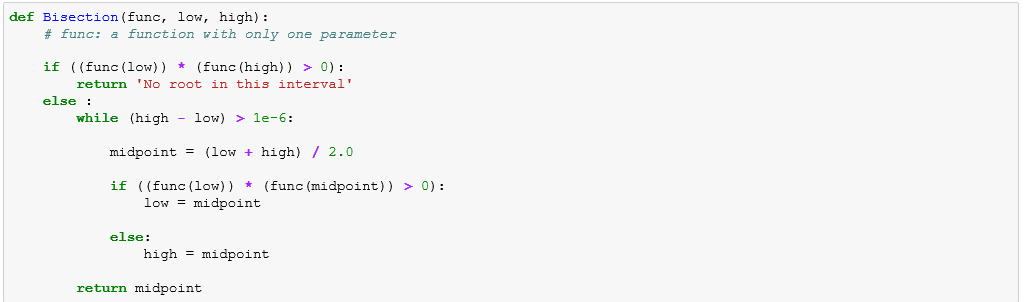 def Bisection(func, low, high):
    # func: a function with only one parameter
    if ((func(low)) * (func(high)) > 0):
        return 'No root in this interval'
    else :
        while (high - low) > 1e-6:
            midpoint = (low + high) / 2.0
            if ((func(low)) * (func(midpoint)) > 0):
                low = midpoint
            else:
                high = midpoint
        return midpoint